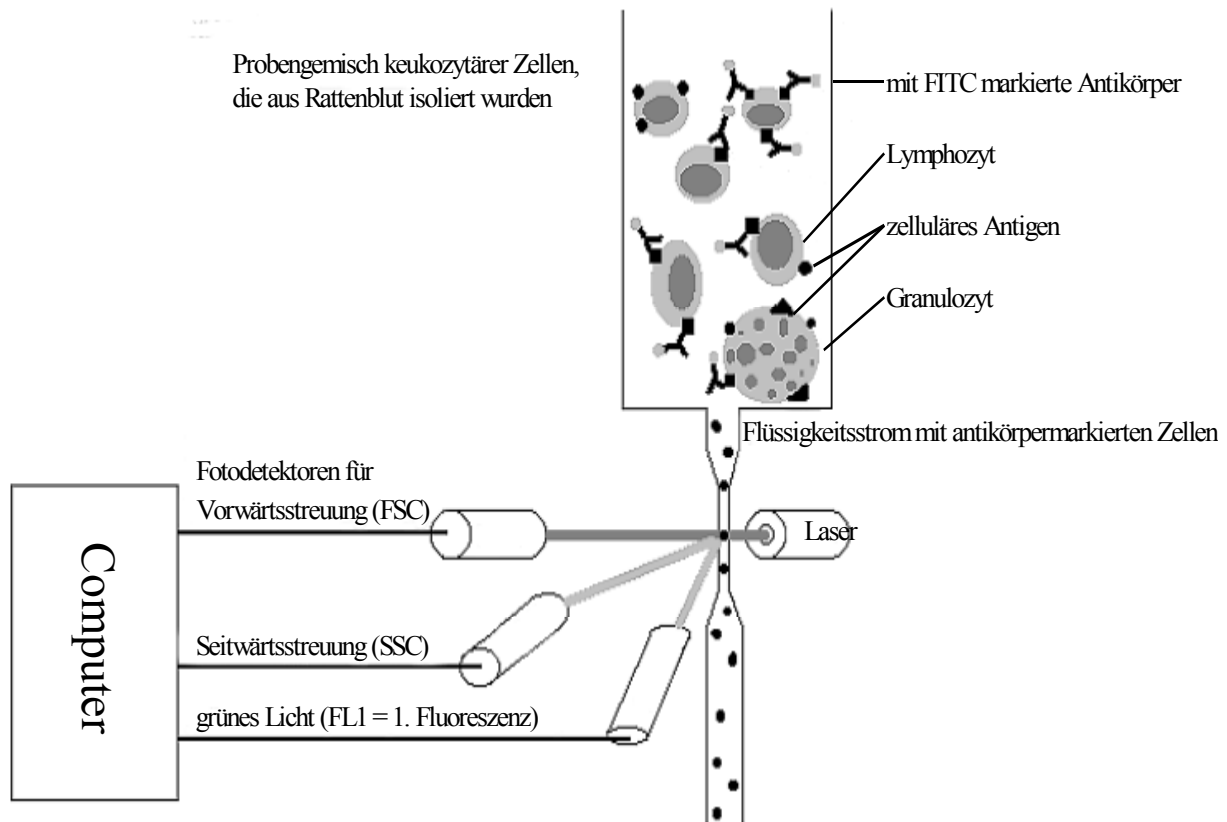 Probengemisch keukozytärer Zellen,
die aus Rattenblut isoliert wurden
mit FITC markierte Antikörper
Lymphozyt
zelluläres Antigen
Granulozyt
Flüssigkeitsstrom mit antikörpermarkierten Zellen
Fotodetektoren für
Vorwärtsstreuung (FSC)
Laser
Computer
Seitwärtsstreuung (SSC)
grünes Licht (FL1 = 1. Fluoreszenz)